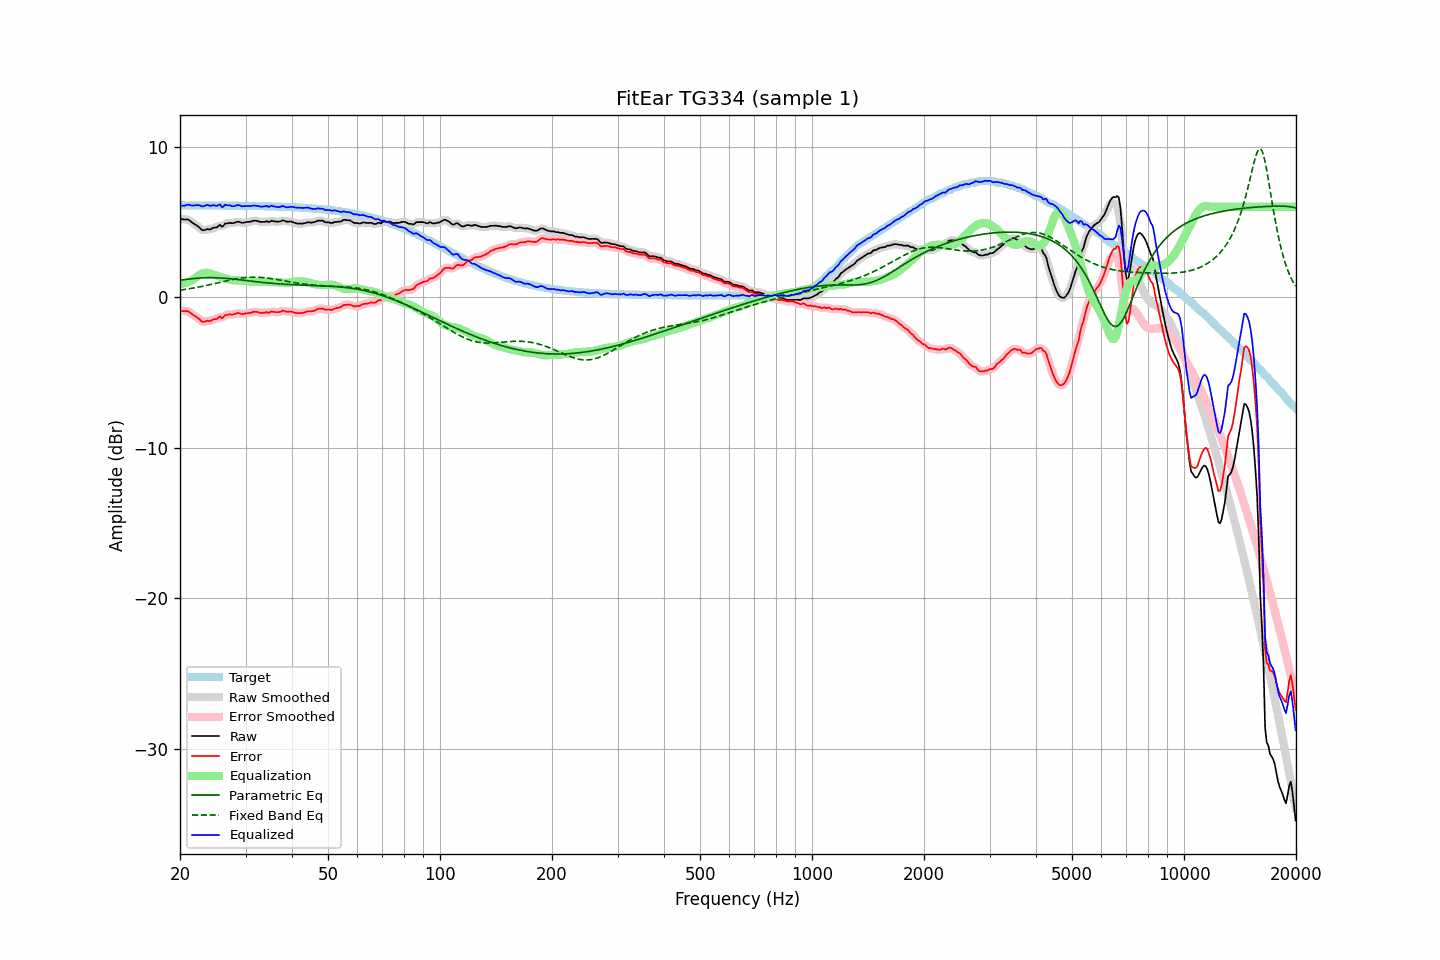 FitEar TG334 (sample 1)
10
0
−10
−20
−30
Amplitude (dBr)
Target
Raw Smoothed
Error Smoothed
Raw
Error
Equalization
Parametric Eq
Fixed Band Eq
Equalized
20 50 100 200 500 1000 2000 5000 10000 20000
Frequency (Hz)